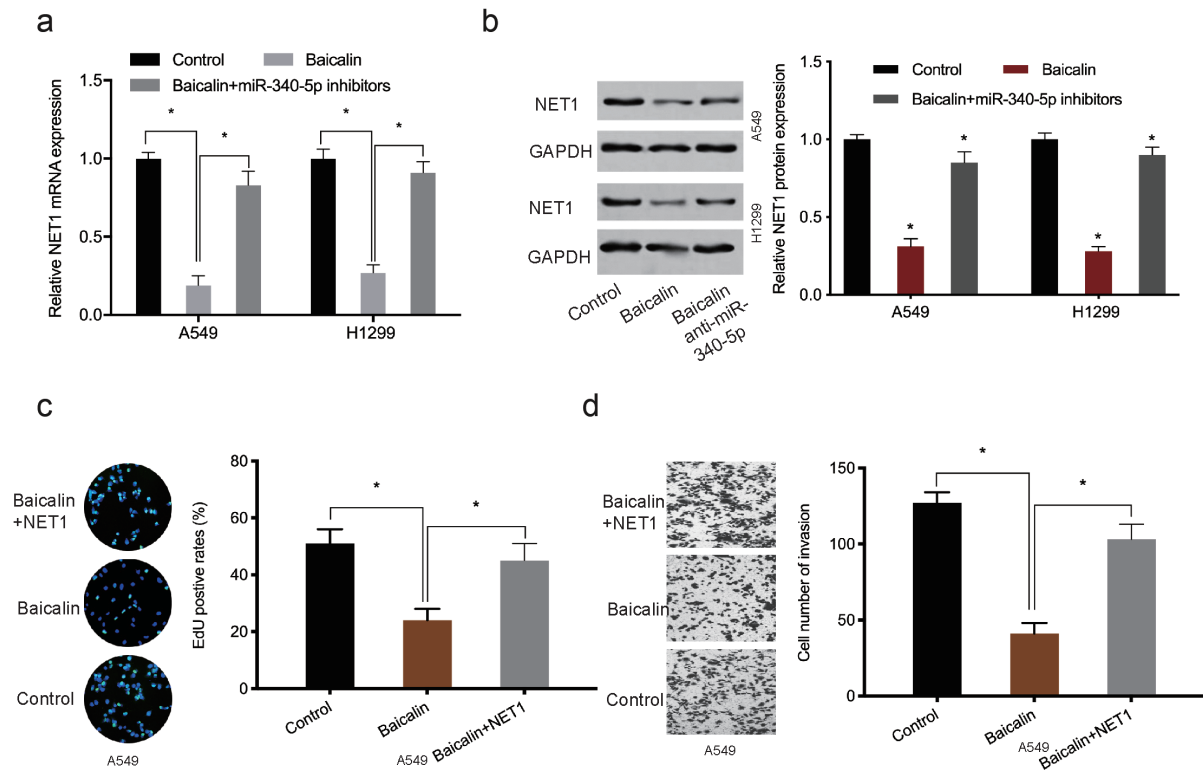 a
Control
Baicalin
Baicalin+miR-340-5p inhibitors
Relative NET1 mRNA expression
1.5
1.0
0.5
0.0
*
*
*
*
A549
H1299
b
NET1
GAPDH
A549
NET1
GAPDH
H1299
Control
Baicalin
Baicalin
anti-miR-
340-5p
Control
Baicalin
Baicalin+miR-340-5p inhibitors
Relative NET1 protein expression
1.5
1.0
0.5
0.0
*
*
*
*
A549
H1299
c
Baicalin
+NET1
Baicalin
Control
A549
EdU postive rates (%)
80
60
40
20
0
*
*
Control
Baicalin
Baicalin+NET1
A549
d
Baicalin
+NET1
Baicalin
Control
A549
Cell number of invasion
150
100
50
0
*
*
Control
Baicalin
Baicalin+NET1
A549